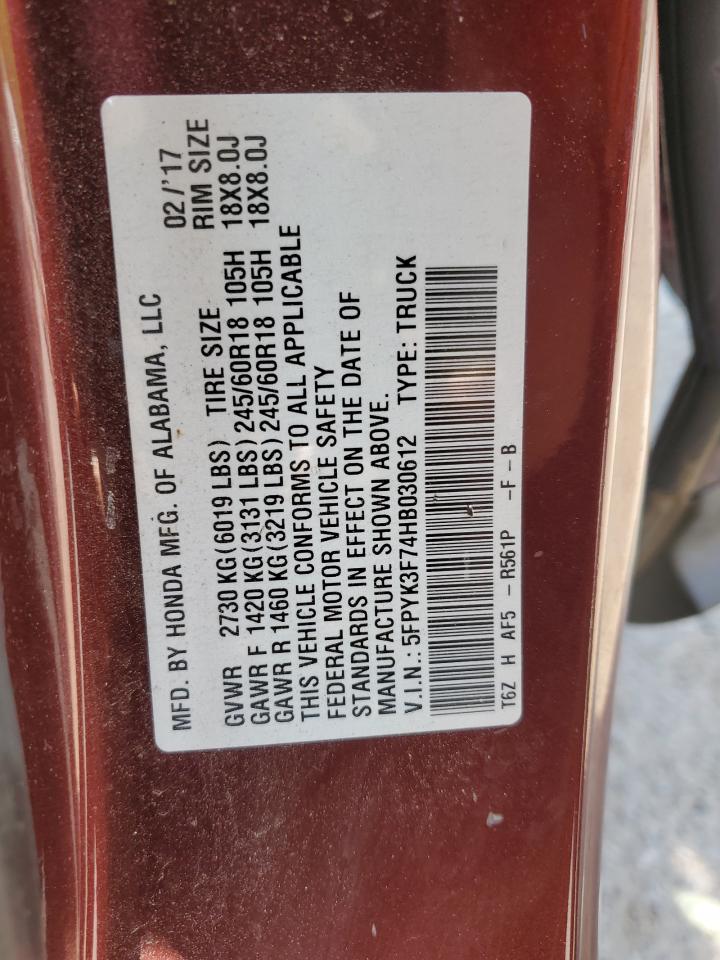 MFD. BY HONDA MFG. OF ALABAMA, LLC 02/'17
GVWR 2730 KG(6019 LBS) TIRE SIZE RIM SIZE
GAWR F 1420 KG(3131 LBS)245/60R18 105H 18X8.0J
GAWR R 1460 KG(3219 LBS)245/60R18 105H 18X8.0J
THIS VEHICLE CONFORMS TO ALL APPLICABLE
FEDERAL MOTOR VEHICLE SAFETY
STANDARDS IN EFFECT ON THE DATE OF
MANUFACTURE SHOWN ABOVE.
V.I.N.: 5FPYK3F74HB030612 TYPE: TRUCK
T6Z H AF5 -R561P -F-B